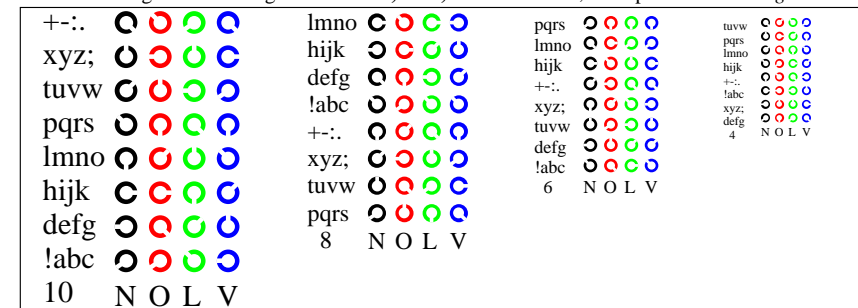 +-:.
xyz;
tuvw
pqrs
lmno
hijk
defg
!abc
10 N O L V
lmno
hijk
defg
!abc
+-:.
xyz;
tuvw
pqrs
8 N O L V
pqrs
lmno
hijk
+-:.
xyz;
tuvw
defg
!abc
6 N O L V
tuvw
pqrs
lmno
hijk
+-:.
!abc
xyz;
defg
4 N O L V